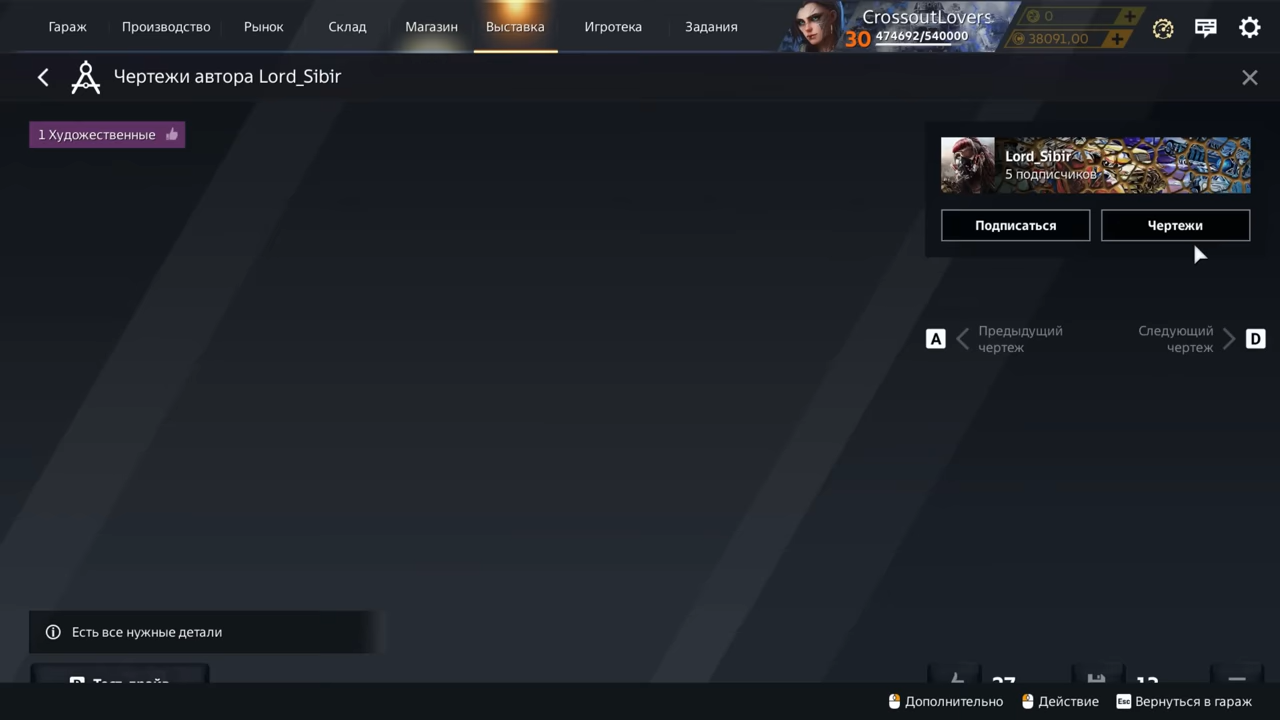 Гараж Производство Рынок Склад Магазин Выставка Игротека Задания
CrossoutLovers
30 474692/540000
0
38091,00
Чертежи автора Lord_Sibir
1 Художественные
Lord_Sibir
5 подписчиков
Подписаться Чертежи
A Предыдущий чертеж
Следующий чертеж D
Есть все нужные детали
Тест-драйв
Дополнительно Действие Esc Вернуться в гараж